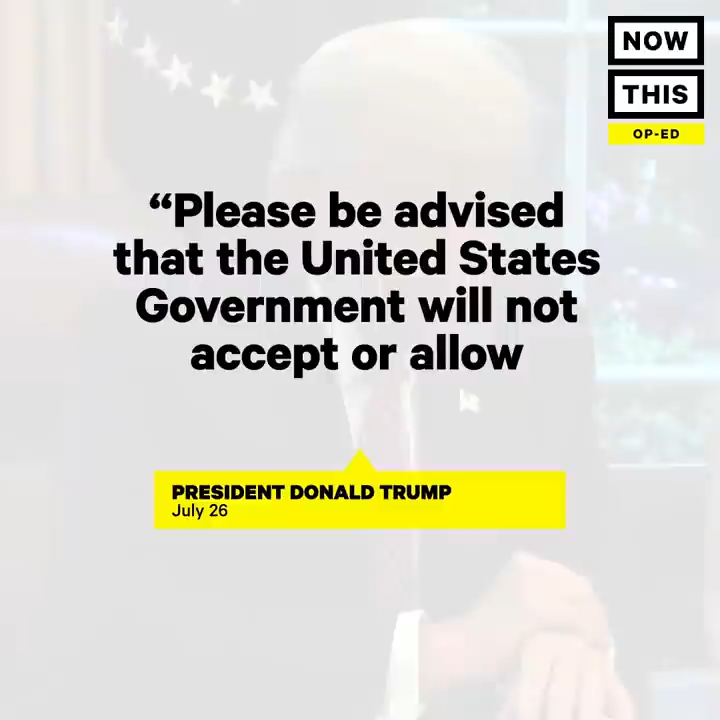 NOW
THIS
OP-ED
“Please be advised
that the United States
Government will not
accept or allow
PRESIDENT DONALD TRUMP
July 26